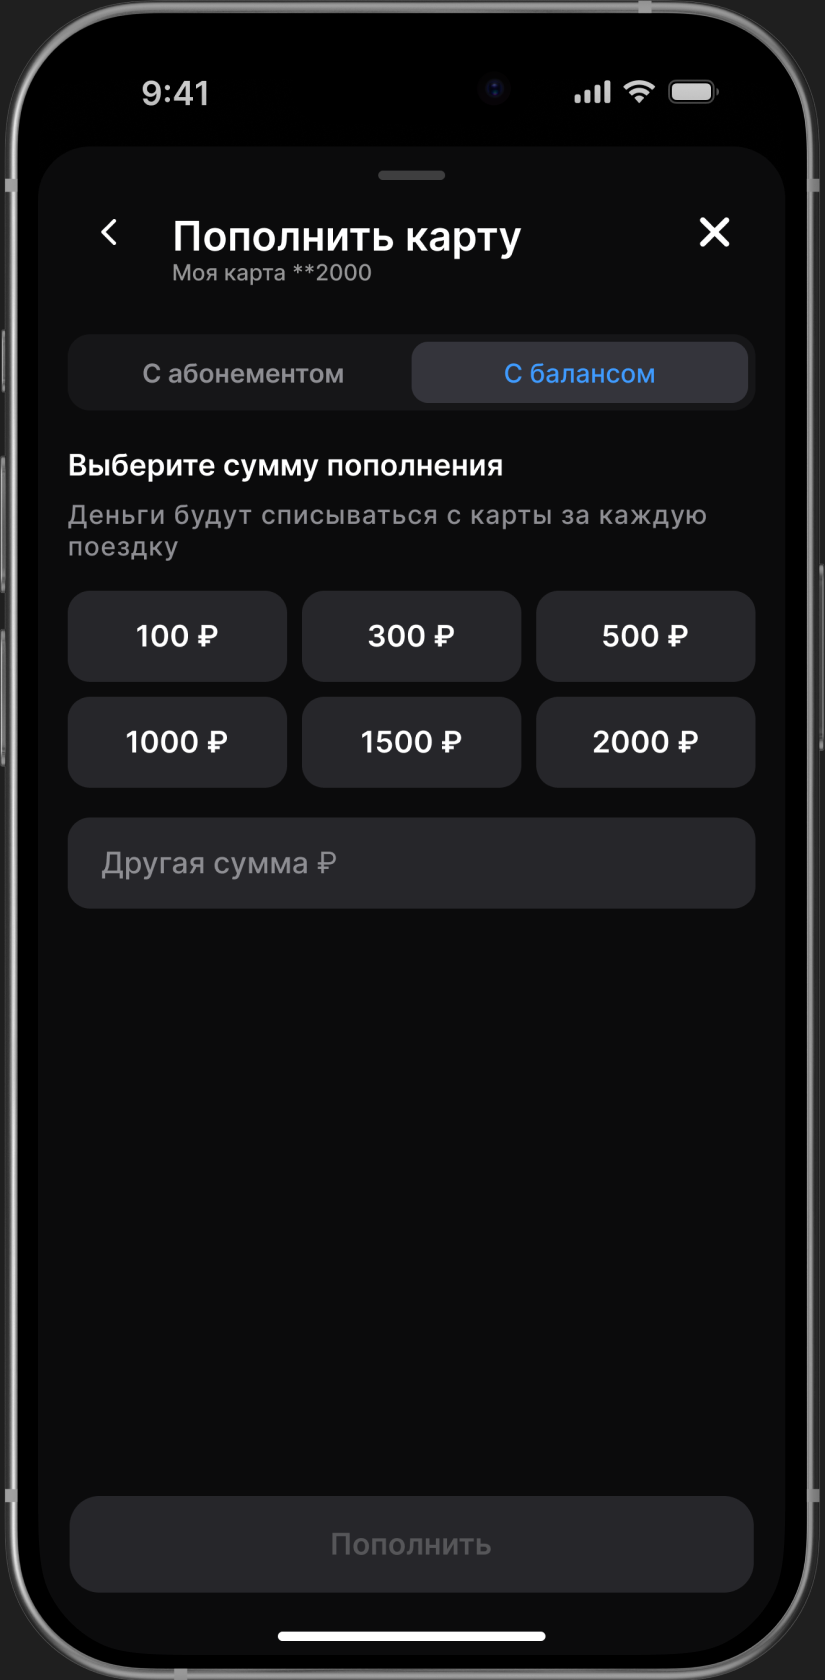 9:41
Пополнить карту
Моя карта **2000
С абонементом
С балансом
Выберите сумму пополнения
Деньги будут списываться с карты за каждую
поездку
100 ₽
300 ₽
500 ₽
1000 ₽
1500 ₽
2000 ₽
Другая сумма ₽
Пополнить